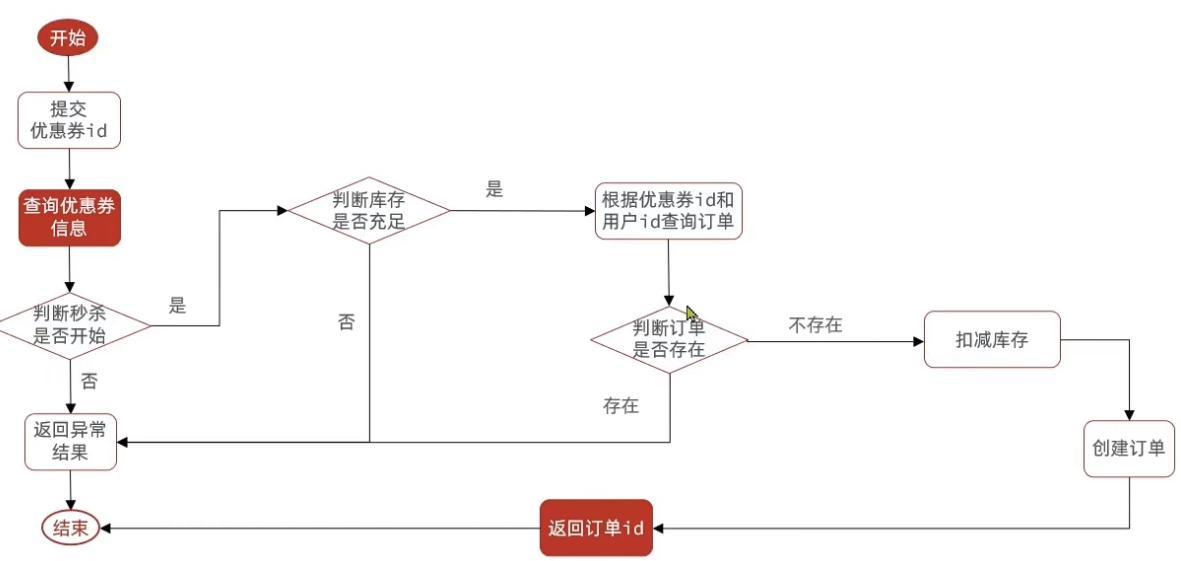 开始
提交
优惠券id
查询优惠券
信息
判断秒杀
是否开始
是
否
返回异常
结果
结束
判断库存
是否充足
是
否
根据优惠券id和
用户id查询订单
判断订单
是否存在
不存在
存在
扣减库存
创建订单
返回订单id